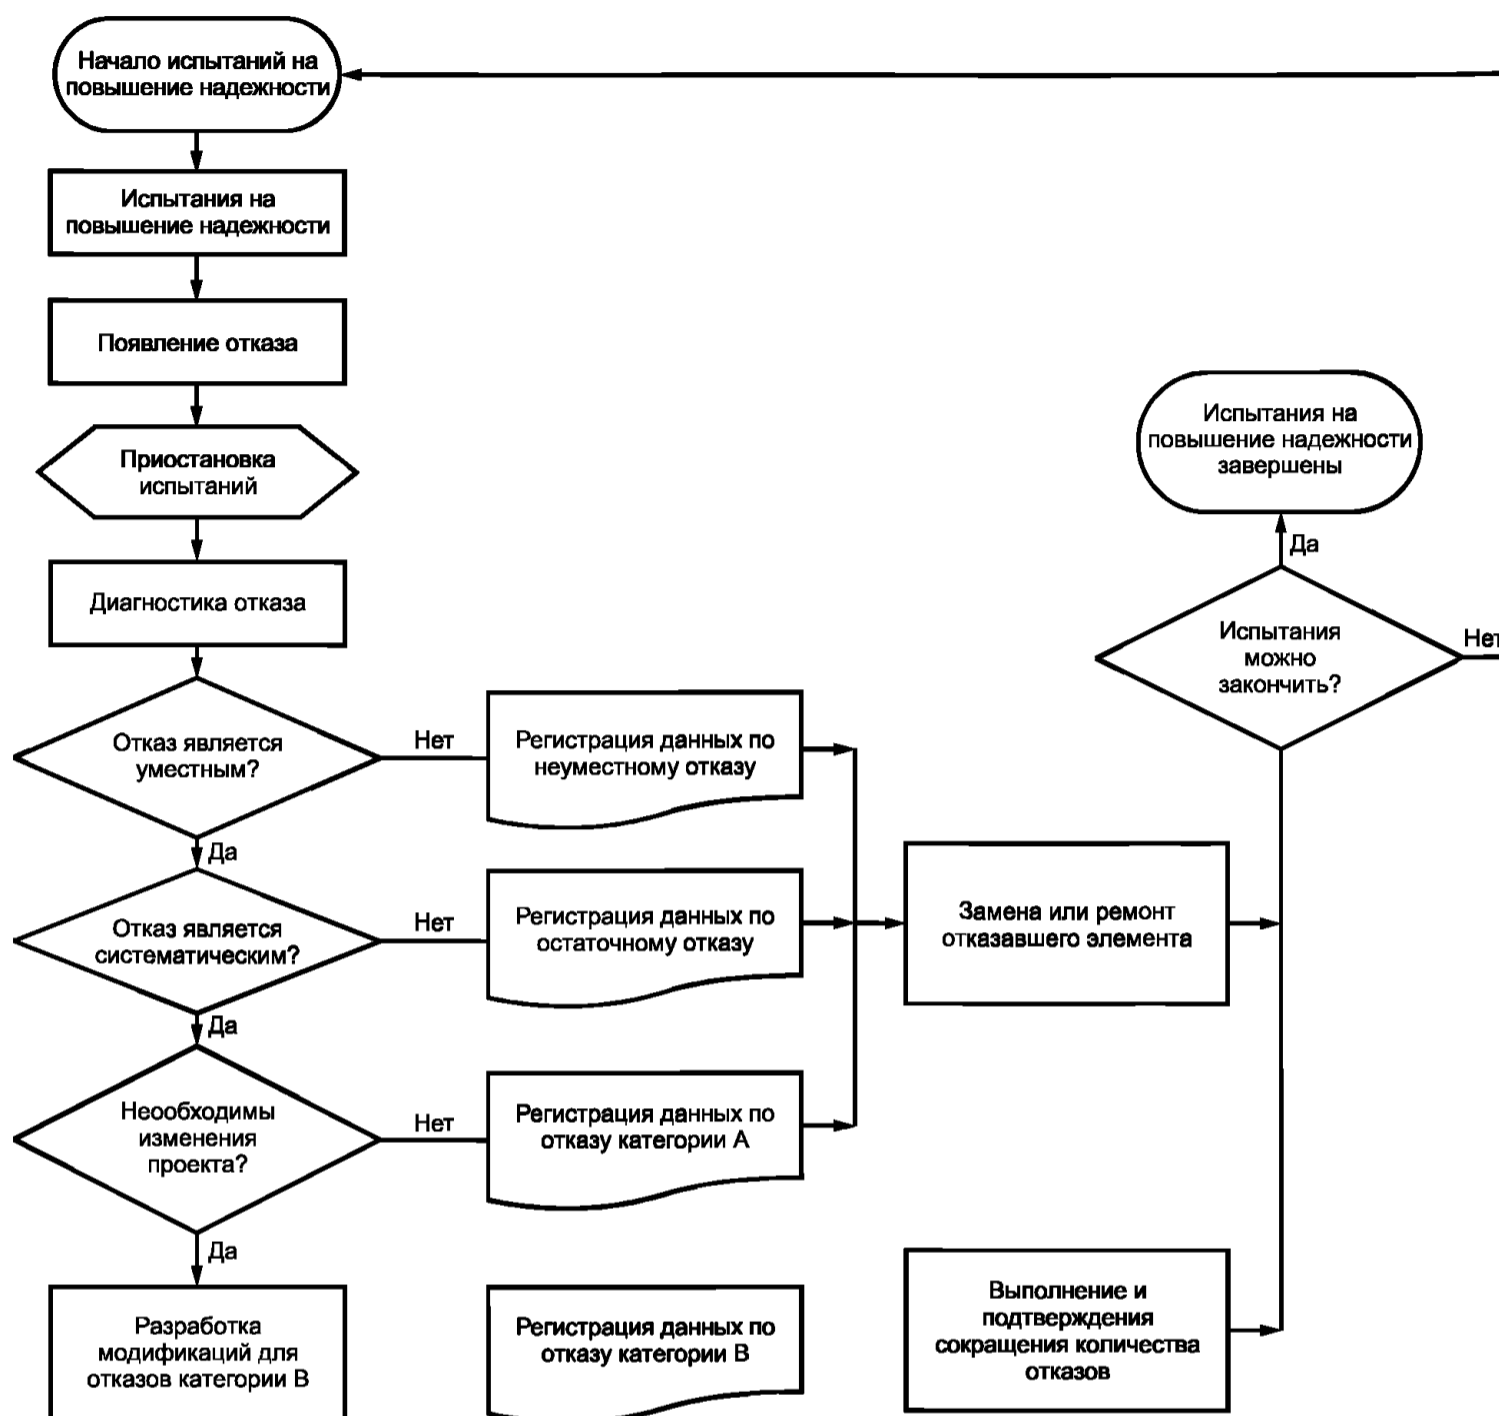 Начало испытаний на
повышение надежности
Испытания на
повышение надежности
Появление отказа
Приостановка
испытаний
Диагностика отказа
Испытания на
повышение надежности
завершены
Да
Испытания
можно
закончить?
Нет
Отказ является
уместным?
Нет
Регистрация данных по
неуместному отказу
Да
Отказ является
систематическим?
Нет
Регистрация данных по
остаточному отказу
Замена или ремонт
отказавшего элемента
Да
Неообходимы
изменения
проекта?
Нет
Регистрация данных по
отказу категории А
Да
Разработка
модификаций для
отказов категории В
Регистрация данных по
отказу категории В
Выполнение и
подтверждения
сокращения количества
отказов